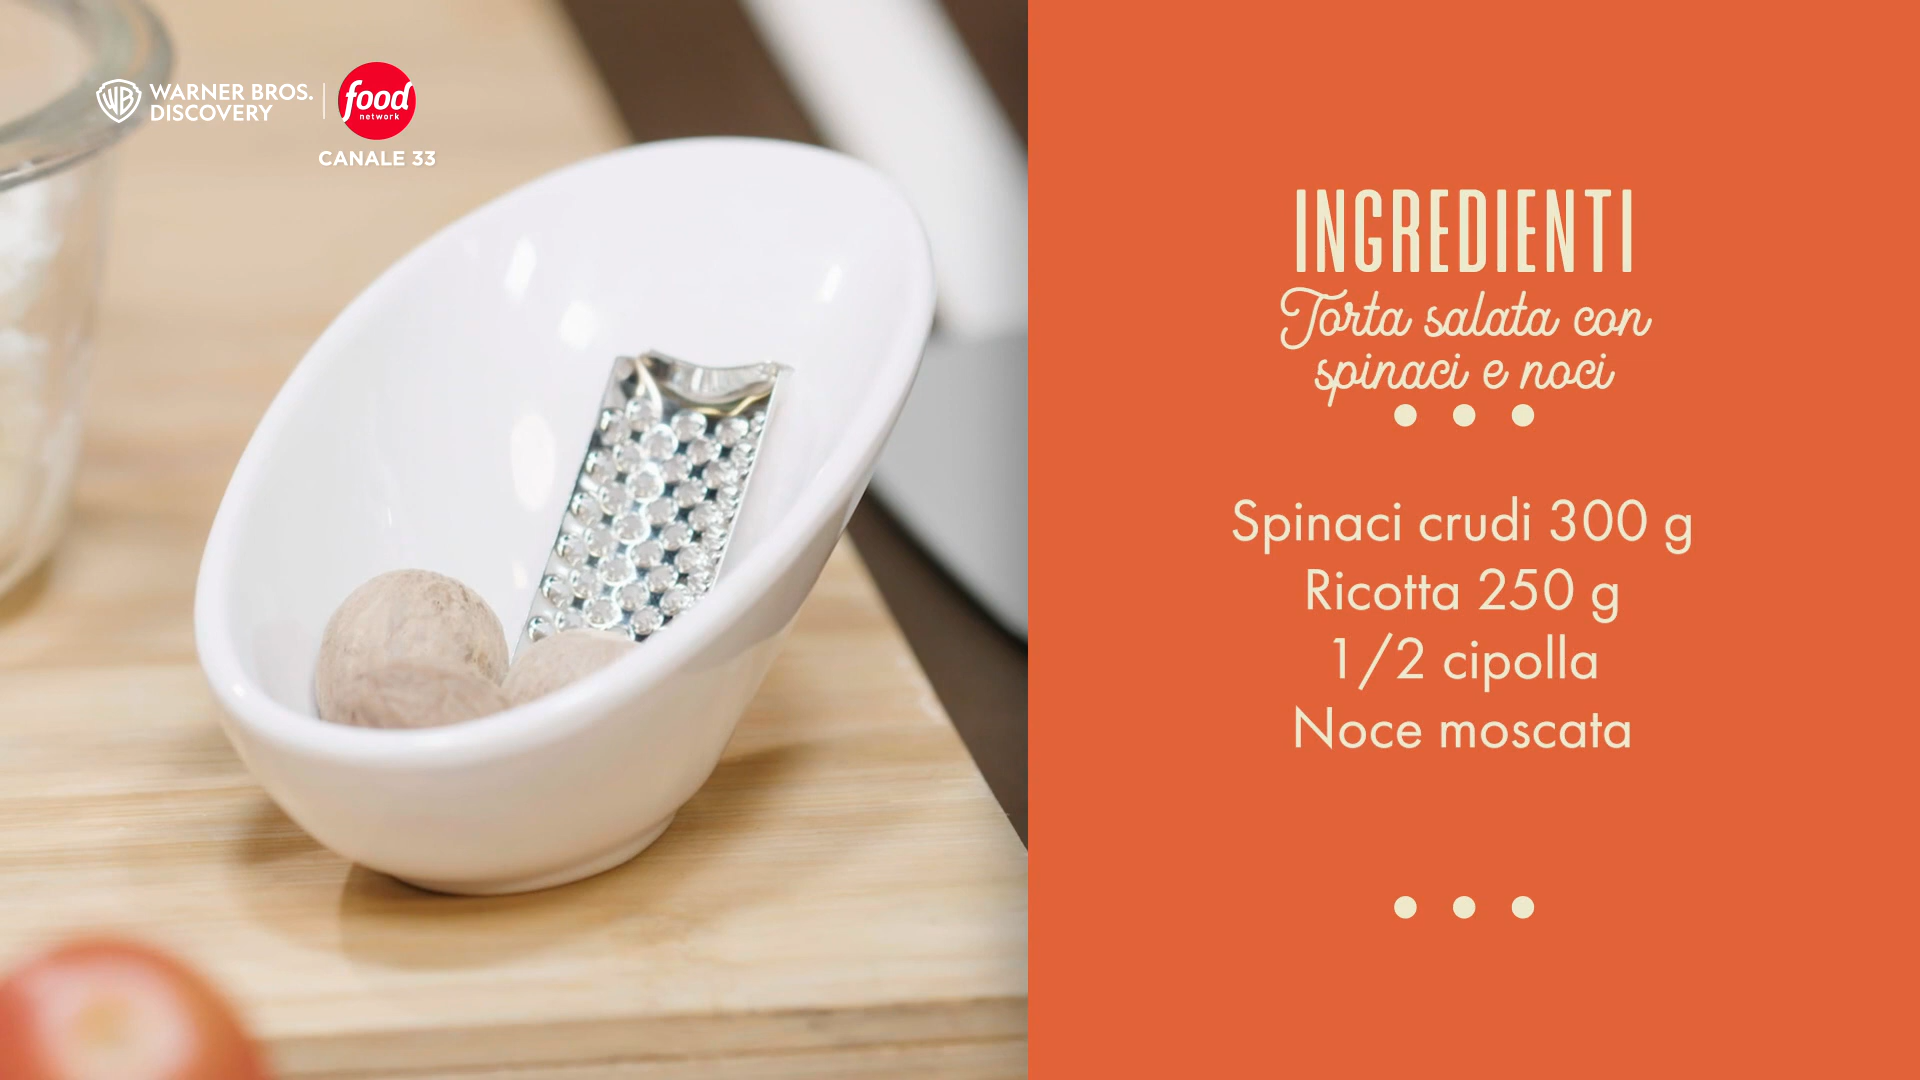 WARNER BROS.
DISCOVERY
food
network
CANALE 33
INGREDIENTI
Torta salata con
spinaci e noci
Spinaci crudi 300 g
Ricotta 250 g
1/2 cipolla
Noce moscata